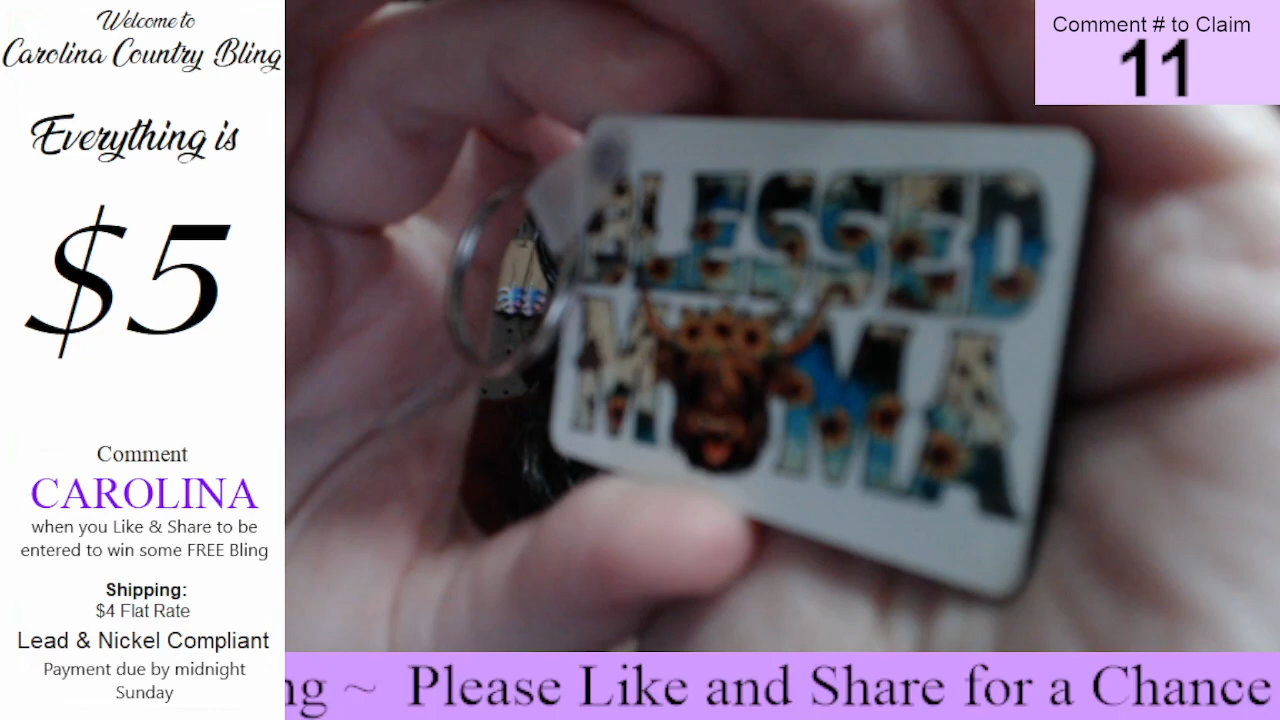 Welcome to
Carolina Country Bling
Everything is
$5
Comment
CAROLINA
when you Like & Share to be
entered to win some FREE Bling
Shipping:
$4 Flat Rate
Lead & Nickel Compliant
Payment due by midnight
Sunday
Comment # to Claim
11
BLESSED
MAMA
ng ~ Please Like and Share for a Chance